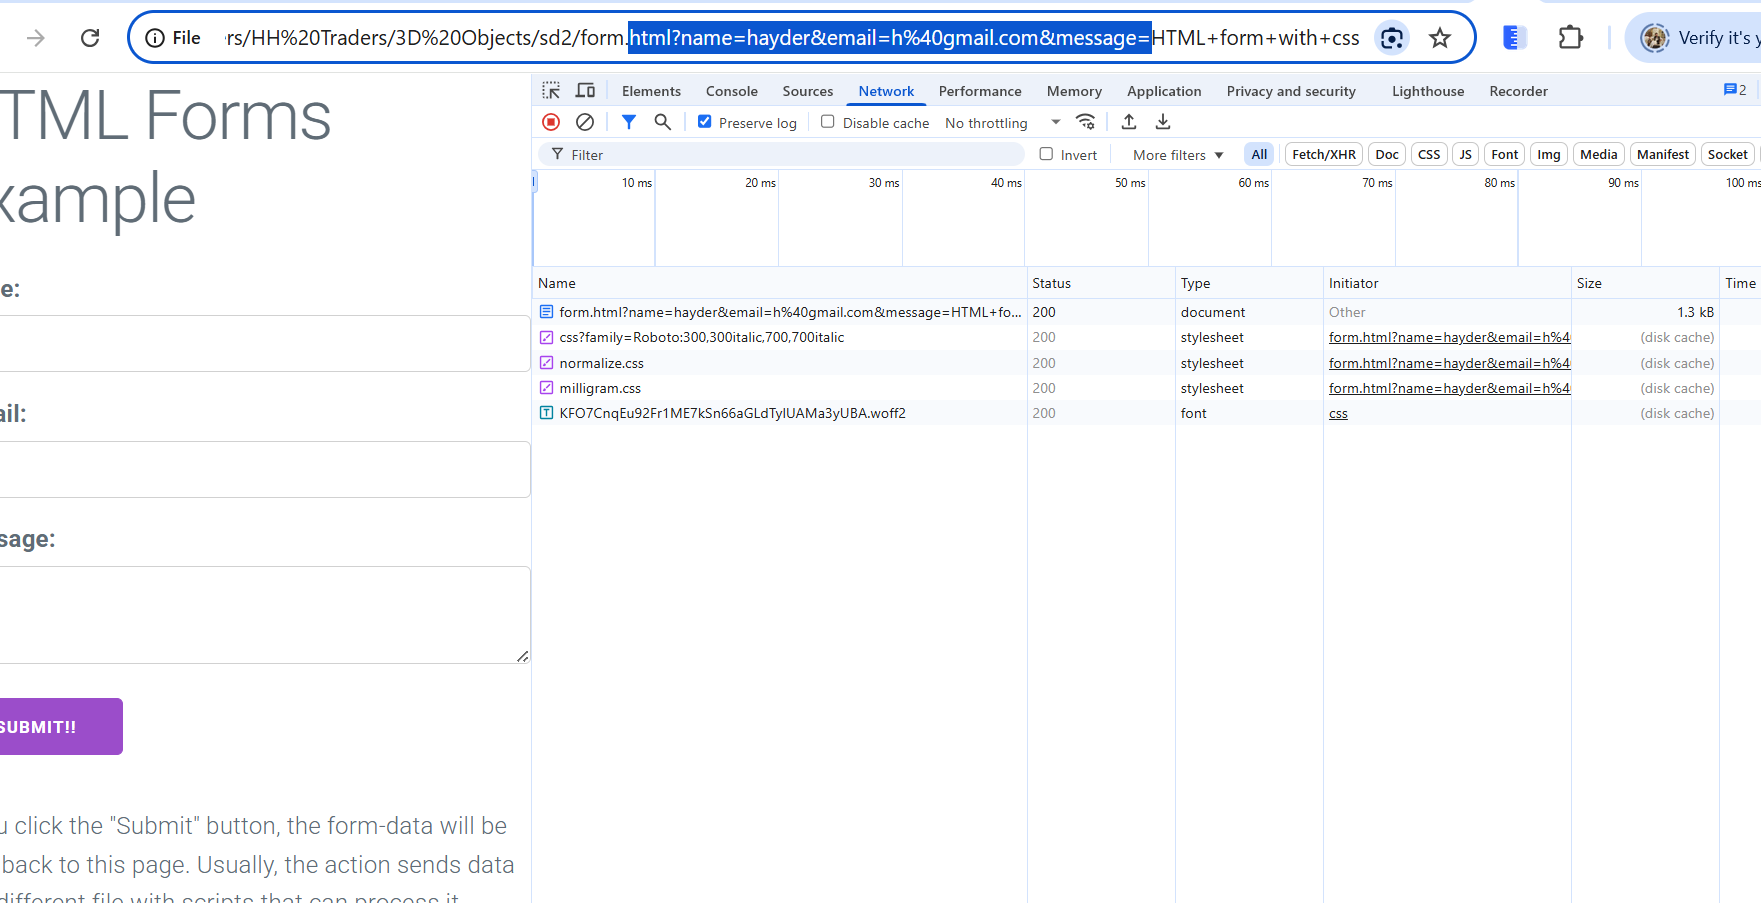 File rs/HH%20Traders/3D%20Objects/sd2/form.html?name=hayder&email=h%40gmail.com&message=HTML+form+with+css Verify it's y
TML Forms
xample
e:
ail:
sage:
SUBMIT!!
u click the "Submit" button, the form-data will be
back to this page. Usually, the action sends data
different file with scripts that can process it.
Elements Console Sources Network Performance Memory Application Privacy and security Lighthouse Recorder 2
Preserve log Disable cache No throttling
Filter Invert More filters All Fetch/XHR Doc CSS JS Font Img Media Manifest Socket
10 ms 20 ms 30 ms 40 ms 50 ms 60 ms 70 ms 80 ms 90 ms 100 ms
Name Status Type Initiator Size Time
form.html?name=hayder&email=h%40gmail.com&message=HTML+fo... 200 document Other 1.3 kB
css?family=Roboto:300,300italic,700,700italic 200 stylesheet form.html?name=hayder&email=h%4 (disk cache)
normalize.css 200 stylesheet form.html?name=hayder&email=h%4 (disk cache)
milligram.css 200 stylesheet form.html?name=hayder&email=h%4 (disk cache)
KFO7CnqEu92Fr1ME7kSn66aGLdTylUAMa3yUBA.woff2 200 font css (disk cache)